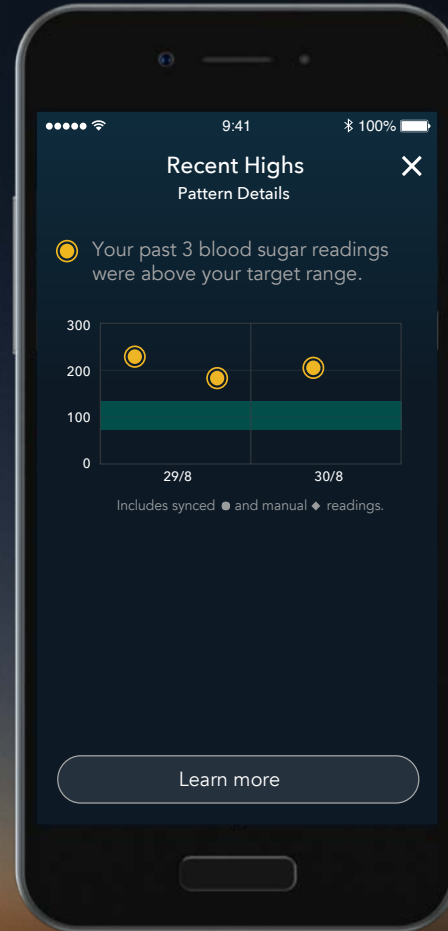 9:41
100%
Recent Highs
Pattern Details
Your past 3 blood sugar readings
were above your target range.
300
200
100
0
29/8 30/8
Includes synced ● and manual ◆ readings.
Learn more